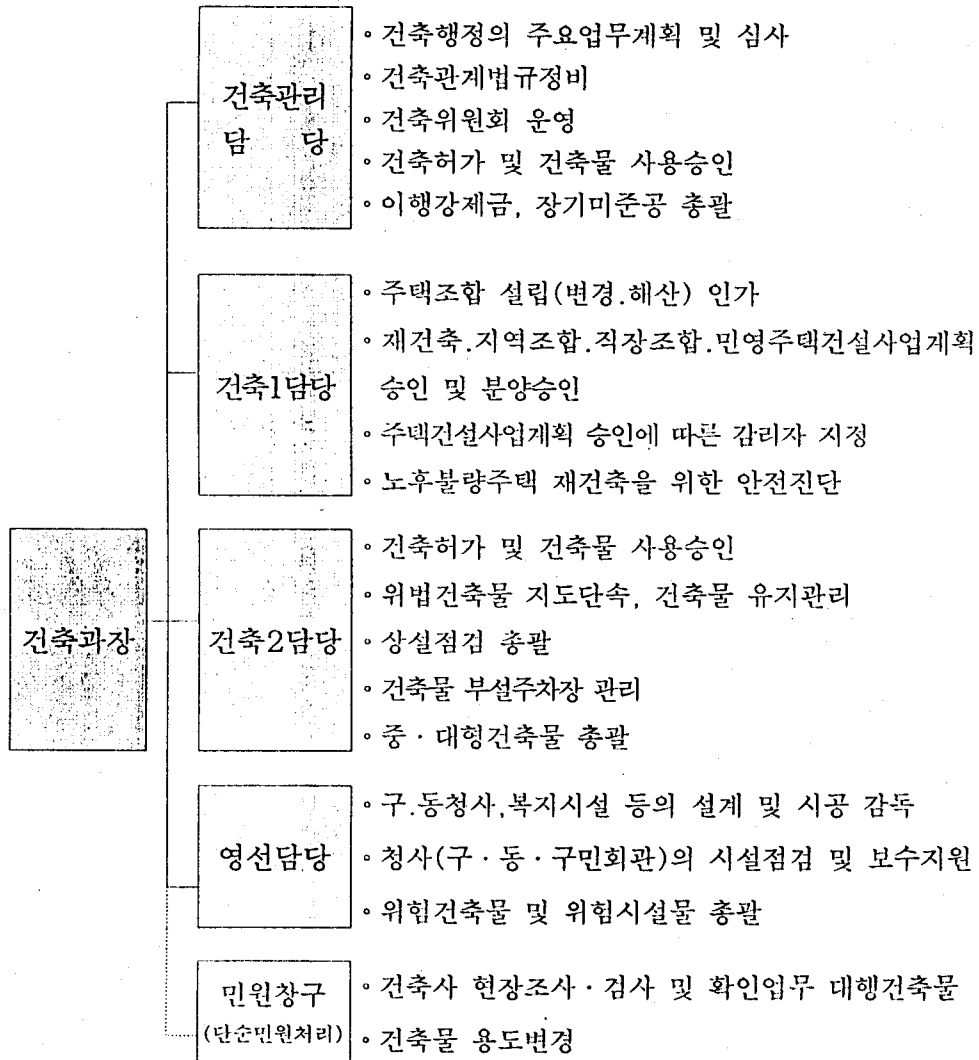 건축관리
담 당
∘건축행정의 주요업무계획 및 심사
∘건축관계법규정비
∘건축위원회 운영
∘건축허가 및 건축물 사용승인
∘이행강제금, 장기미준공 총괄
건축1담당
∘주택조합 설립(변경.해산) 인가
∘재건축.지역조합.직장조합.민영주택건설사업계획
승인 및 분양승인
∘주택건설사업계획 승인에 따른 감리자 지정
∘노후불량주택 재건축을 위한 안전진단
건축과장
건축2담당
∘건축허가 및 건축물 사용승인
∘위법건축물 지도단속, 건축물 유지관리
∘상설점검 총괄
∘건축물 부설주차장 관리
∘중·대형건축물 총괄
영선담당
∘구.동청사,복지시설 등의 설계 및 시공 감독
∘청사(구·동·구민회관)의 시설점검 및 보수지원
∘위험건축물 및 위험시설물 총괄
민원창구
(단순민원처리)
∘건축사 현장조사·검사 및 확인업무 대행건축물
∘건축물 용도변경